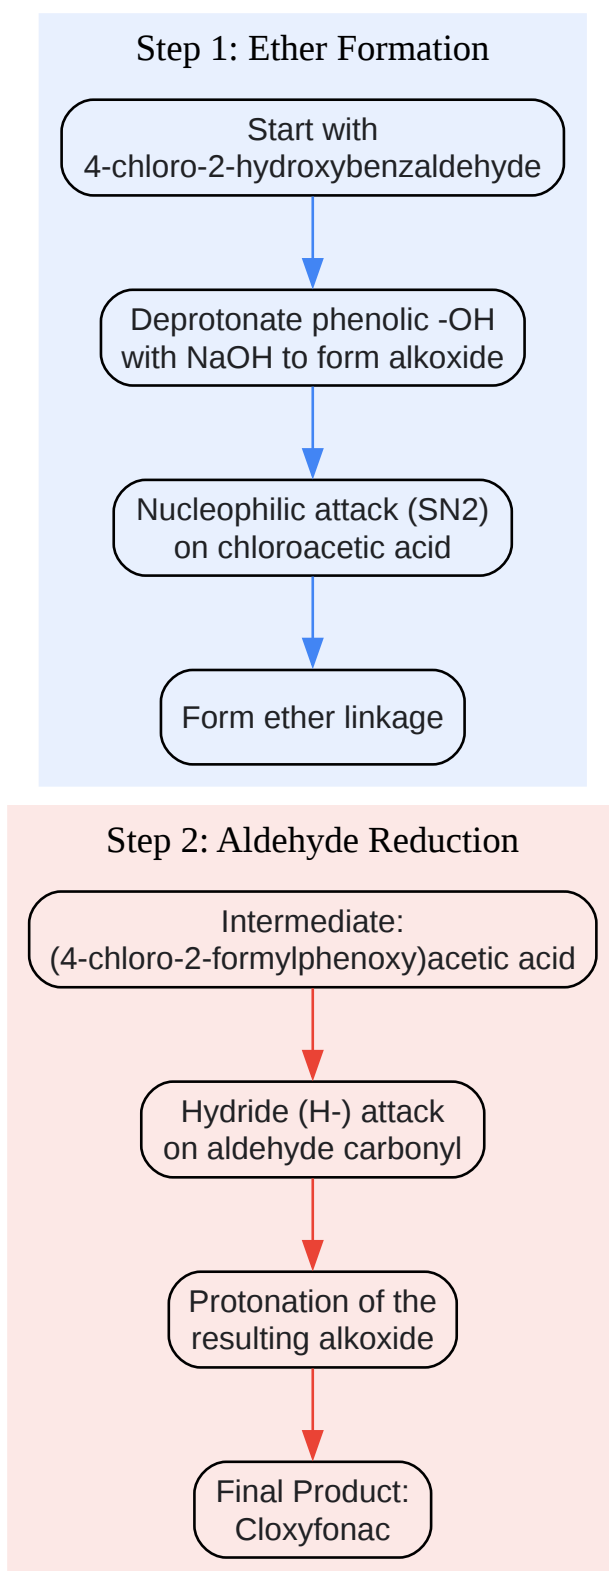 Step 1: Ether Formation
Start with
4-chloro-2-hydroxybenzaldehyde
Deprotonate phenolic -OH
with NaOH to form alkoxide
Nucleophilic attack (SN2)
on chloroacetic acid
Form ether linkage
Step 2: Aldehyde Reduction
Intermediate:
(4-chloro-2-formylphenoxy)acetic acid
Hydride (H-) attack
on aldehyde carbonyl
Protonation of the
resulting alkoxide
Final Product:
Cloxyfonac